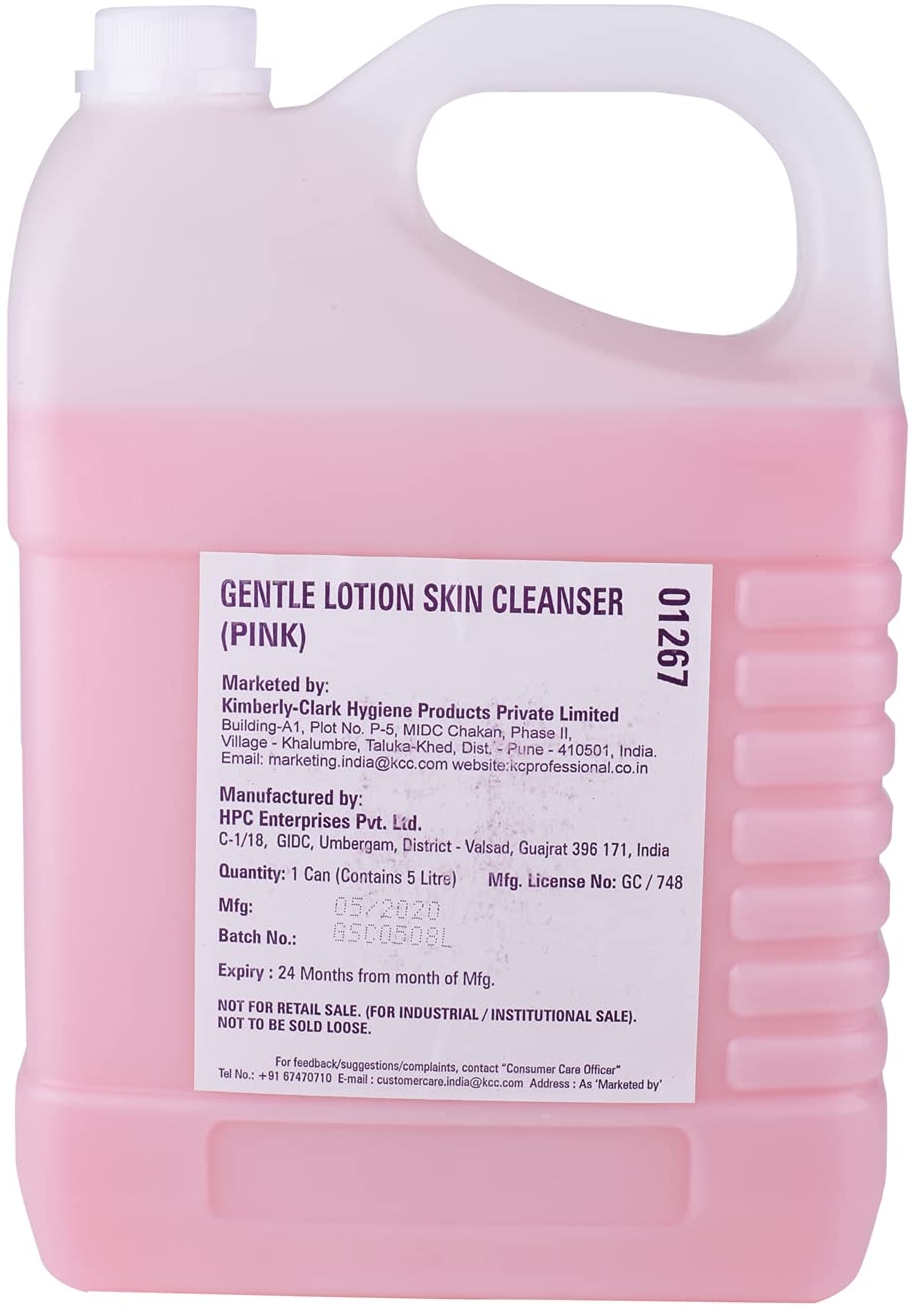 GENTLE LOTION SKIN CLEANSER
(PINK)
01267
Marketed by:
Kimberly-Clark Hygiene Products Private Limited
Building-A1, Plot No. P-5, MIDC Chakan, Phase II,
Village - Khalumbre, Taluka-Khed, Dist. - Pune - 410501, India.
Email: marketing.india@kcc.com website:kcprofessional.co.in
Manufactured by:
HPC Enterprises Pvt. Ltd.
C-1/18, GIDC, Umbergam, District - Valsad, Guajrat 396 171, India
Quantity: 1 Can (Contains 5 Litre) Mfg. License No: GC / 748
Mfg: 05/2020
Batch No.: GSC0508L
Expiry : 24 Months from month of Mfg.
NOT FOR RETAIL SALE. (FOR INDUSTRIAL / INSTITUTIONAL SALE).
NOT TO BE SOLD LOOSE.
For feedback/suggestions/complaints, contact "Consumer Care Officer"
Tel No.: +91 67470710 E-mail : customercare.india@kcc.com Address : As 'Marketed by'